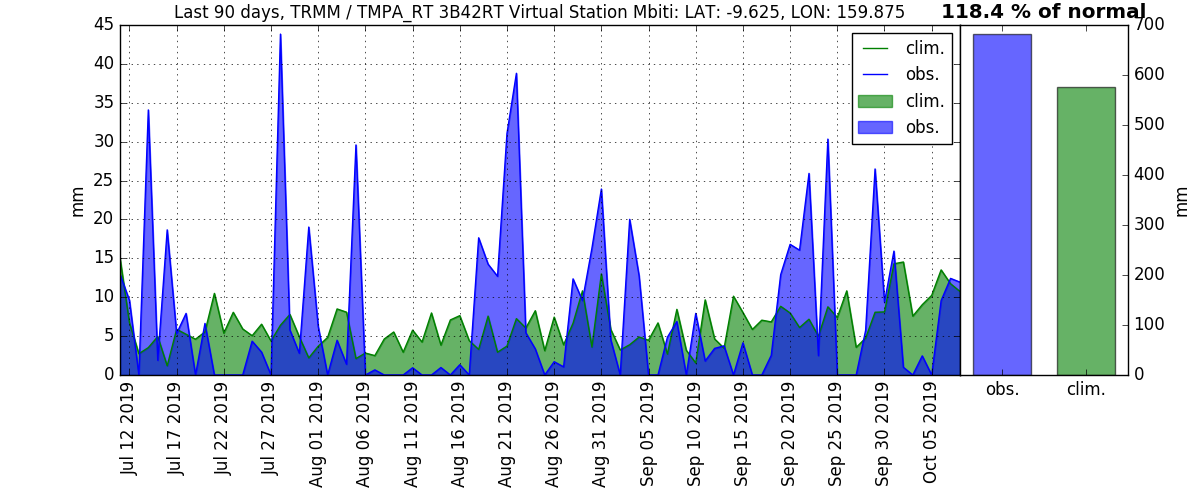 Last 90 days, TRMM / TMPA_RT 3B42RT Virtual Station Mbiti: LAT: -9.625, LON: 159.875
118.4 % of normal
45
40
35
30
25
20
15
10
5
0
mm
clim.
obs.
clim.
obs.
Jul 12 2019
Jul 17 2019
Jul 22 2019
Jul 27 2019
Aug 01 2019
Aug 06 2019
Aug 11 2019
Aug 16 2019
Aug 21 2019
Aug 26 2019
Aug 31 2019
Sep 05 2019
Sep 10 2019
Sep 15 2019
Sep 20 2019
Sep 25 2019
Sep 30 2019
Oct 05 2019
700
600
500
400
300
200
100
0
mm
obs.
clim.